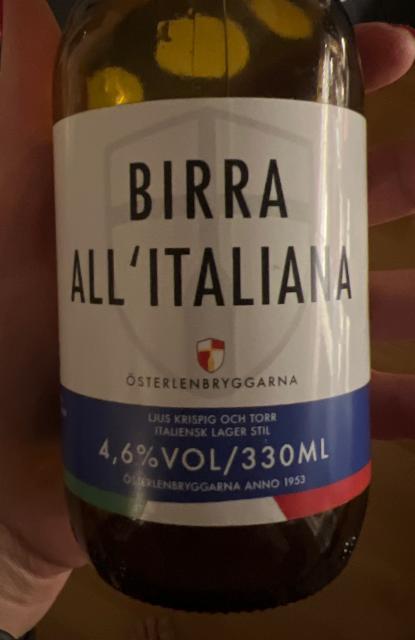 BIRRA
ALL'ITALIANA
ÖSTERLENBRYGGARNA
LJUS KRISPIG OCH TORR
ITALIENSK LAGER STIL
4,6%VOL/330ML
ÖSTERLENBRYGGARNA ANNO 1953